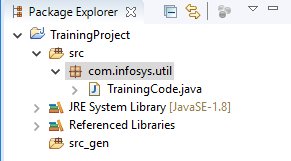 Package Explorer
TrainingProject
src
com.infosys.util
TrainingCode.java
JRE System Library [JavaSE-1.8]
Referenced Libraries
src_gen